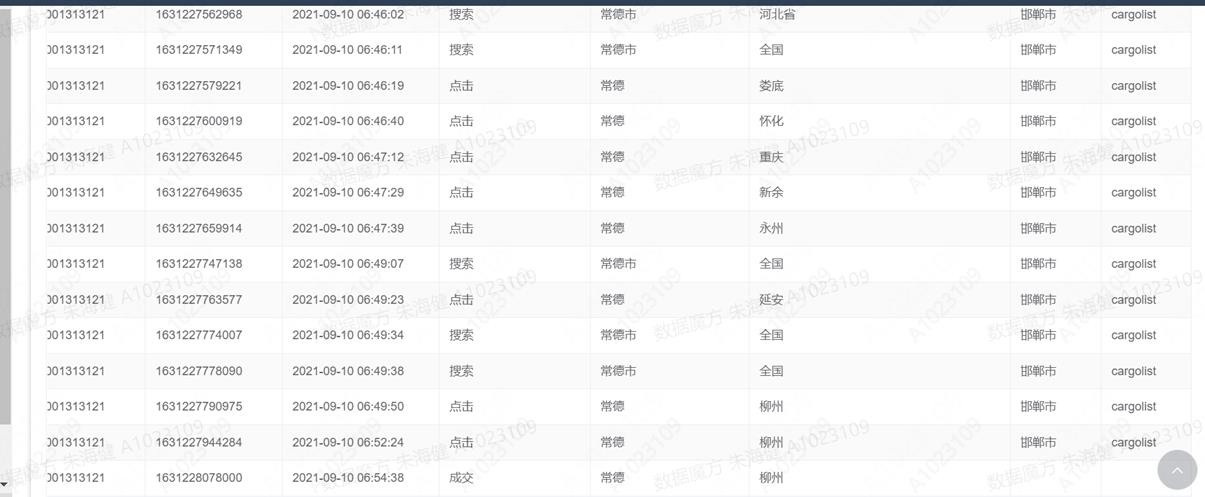 001313121 1631227562968 2021-09-10 06:46:02 搜索 常德市 河北省 邯郸市 cargolist
001313121 1631227571349 2021-09-10 06:46:11 搜索 常德市 全国 邯郸市 cargolist
001313121 1631227579221 2021-09-10 06:46:19 点击 常德 娄底 邯郸市 cargolist
001313121 1631227600919 2021-09-10 06:46:40 点击 常德 怀化 邯郸市 cargolist
001313121 1631227632645 2021-09-10 06:47:12 点击 常德 重庆 邯郸市 cargolist
001313121 1631227649635 2021-09-10 06:47:29 点击 常德 新余 邯郸市 cargolist
001313121 1631227659914 2021-09-10 06:47:39 点击 常德 永州 邯郸市 cargolist
001313121 1631227747138 2021-09-10 06:49:07 搜索 常德市 全国 邯郸市 cargolist
001313121 1631227763577 2021-09-10 06:49:23 点击 常德 延安 邯郸市 cargolist
001313121 1631227774007 2021-09-10 06:49:34 搜索 常德市 全国 邯郸市 cargolist
001313121 1631227778090 2021-09-10 06:49:38 搜索 常德市 全国 邯郸市 cargolist
001313121 1631227790975 2021-09-10 06:49:50 点击 常德 柳州 邯郸市 cargolist
001313121 1631227944284 2021-09-10 06:52:24 点击 常德 柳州 邯郸市 cargolist
001313121 1631228078000 2021-09-10 06:54:38 成交 常德 柳州
数据魔方 朱海健 A1023109